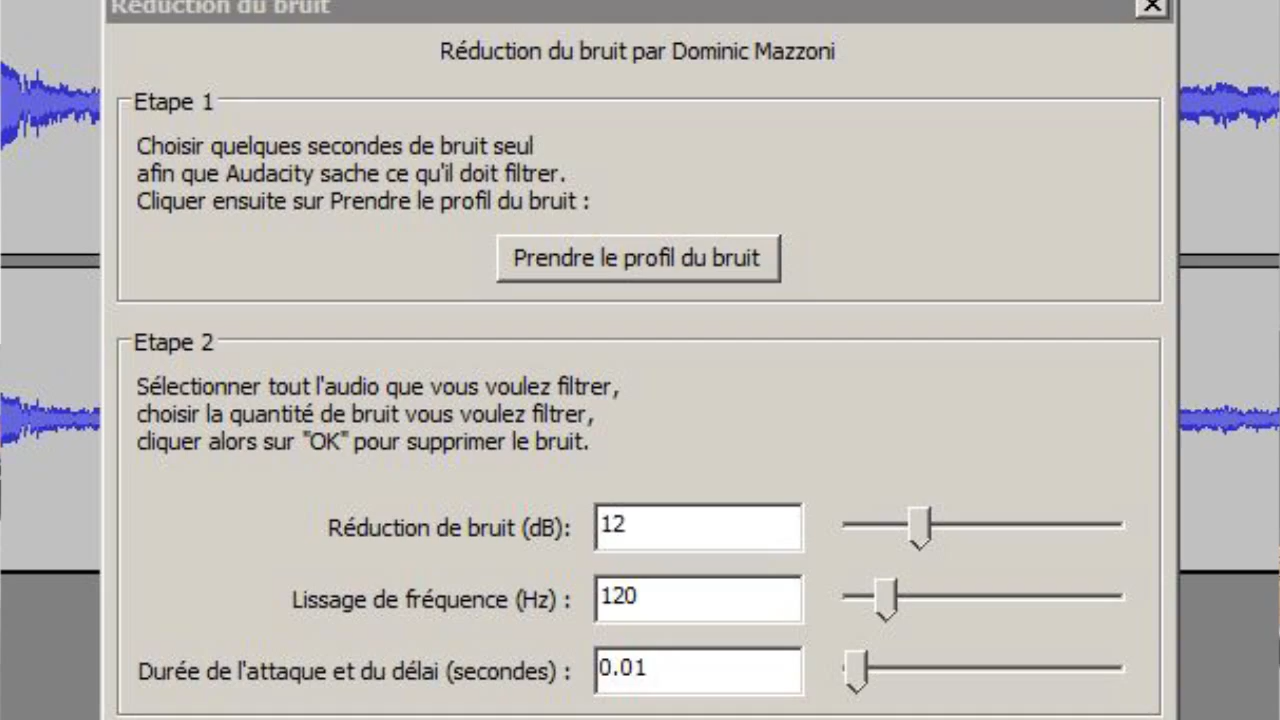 Réduction du bruit
Réduction du bruit par Dominic Mazzoni
Etape 1
Choisir quelques secondes de bruit seul
afin que Audacity sache ce qu'il doit filtrer.
Cliquer ensuite sur Prendre le profil du bruit :
Prendre le profil du bruit
Etape 2
Sélectionner tout l'audio que vous voulez filtrer,
choisir la quantité de bruit vous voulez filtrer,
cliquer alors sur "OK" pour supprimer le bruit.
Réduction de bruit (dB): 12
Lissage de fréquence (Hz) : 120
Durée de l'attaque et du délai (secondes) : 0.01